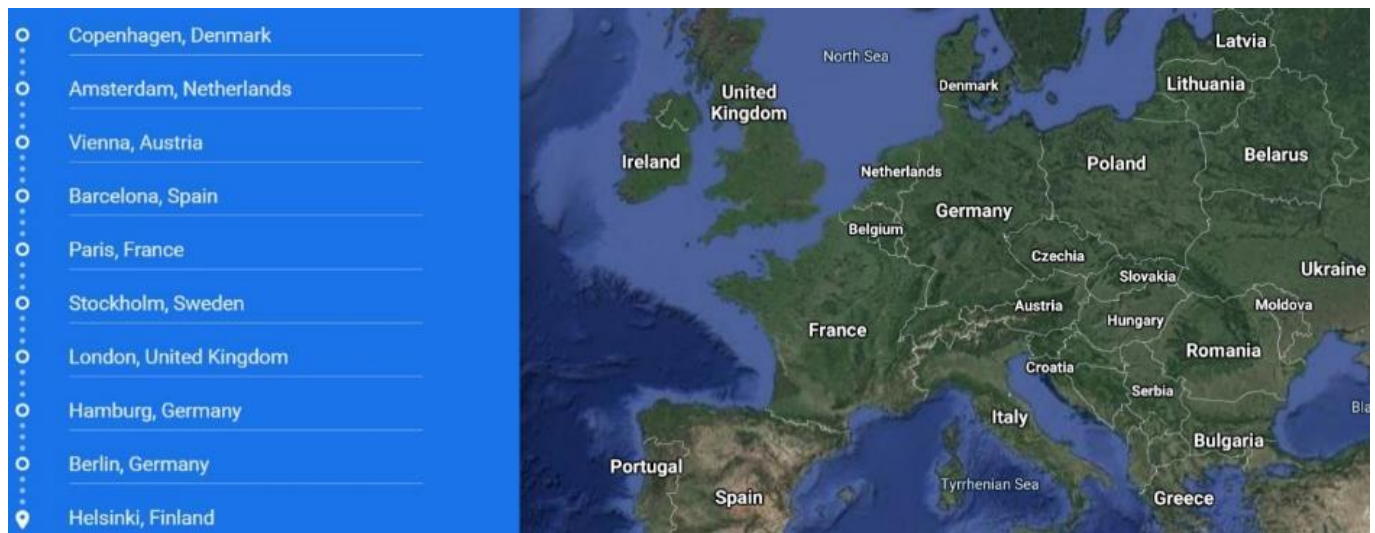 Copenhagen, Denmark
Amsterdam, Netherlands
Vienna, Austria
Barcelona, Spain
Paris, France
Stockholm, Sweden
London, United Kingdom
Hamburg, Germany
Berlin, Germany
Helsinki, Finland
North Sea
Latvia
Lithuania
Denmark
United
Kingdom
Ireland
Netherlands
Poland
Belarus
Germany
Belgium
Czechia
Slovakia
Ukraine
Austria
Moldova
Hungary
France
Romania
Croatia
Serbia
Italy
Bla
Bulgaria
Portugal
Tyrrhenian Sea
Spain
Greece